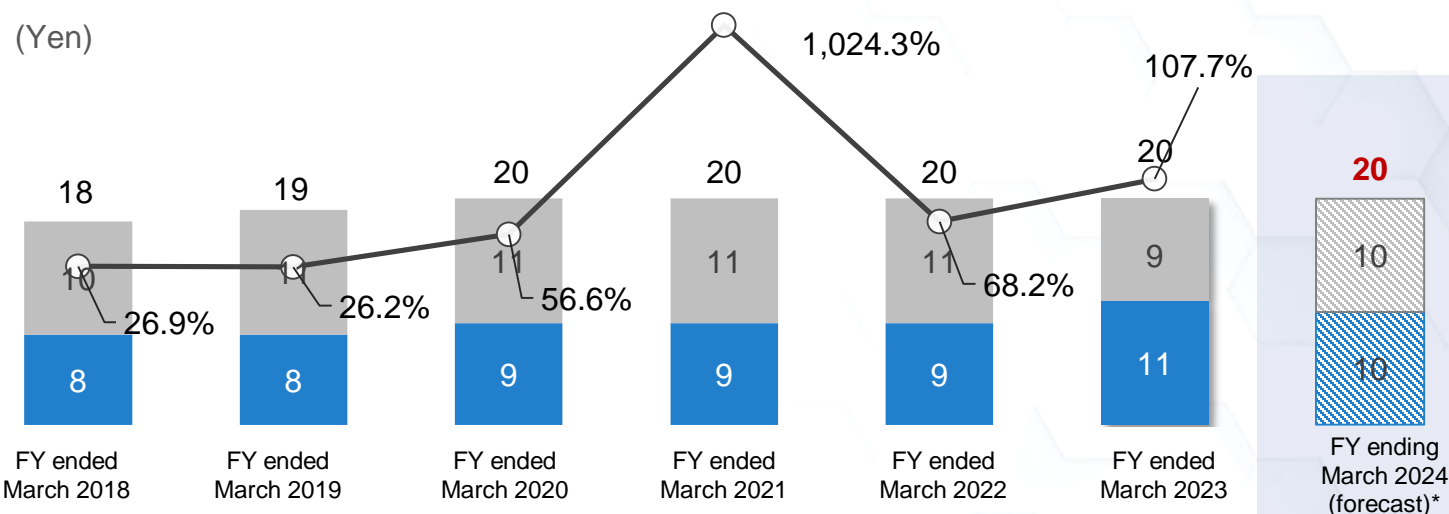 (Yen)
1,024.3%
107.7%
18
19
20
20
20
20
20
10
11
11
11
11
9
10
26.9%
26.2%
56.6%
68.2%
8
8
9
9
9
11
10
FY ended
March 2018
FY ended
March 2019
FY ended
March 2020
FY ended
March 2021
FY ended
March 2022
FY ended
March 2023
FY ending
March 2024
(forecast)*